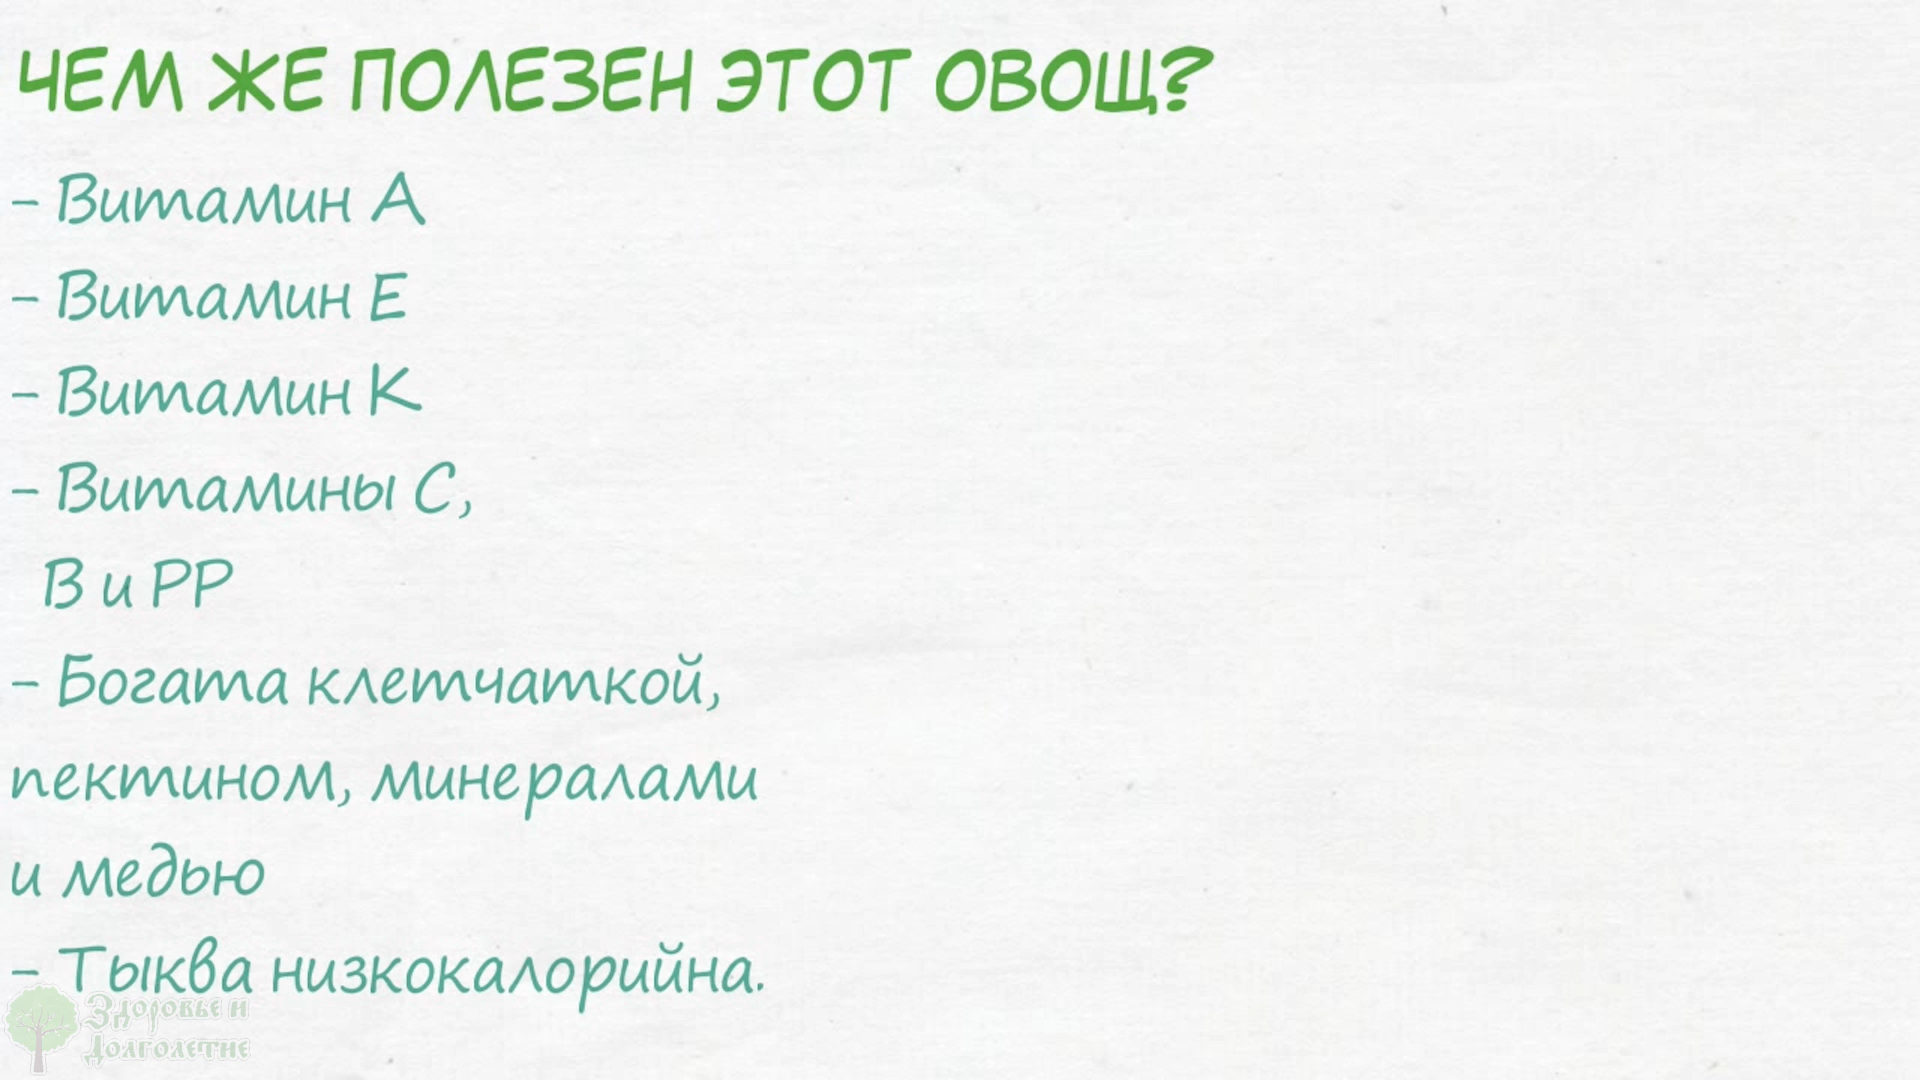 ЧЕМ ЖЕ ПОЛЕЗЕН ЭТОТ ОВОЩ?
- Витамин А
- Витамин Е
- Витамин К
- Витамины С,
В и РР
- Богата клетчаткой,
пектином, минералами
и медью
- Тыква низкокалорийна.
Здоровье и
Долголетие